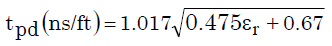 t_pd(ns/ft) = 1.017√(0.475ε_r + 0.67)